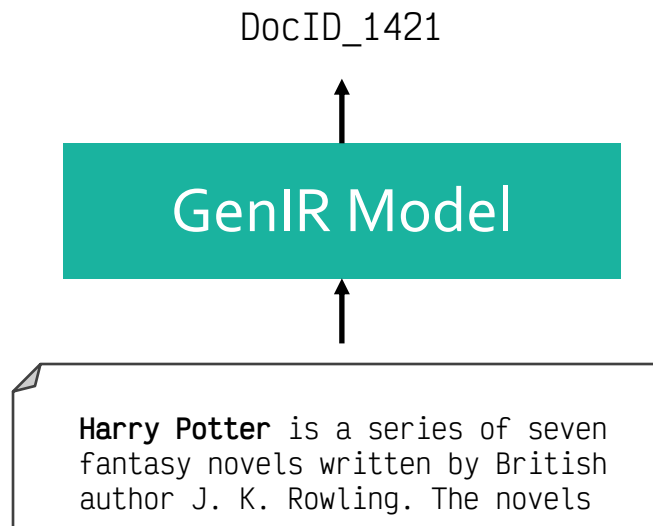 DocID_1421
GenIR Model
Harry Potter is a series of seven
fantasy novels written by British
author J. K. Rowling. The novels